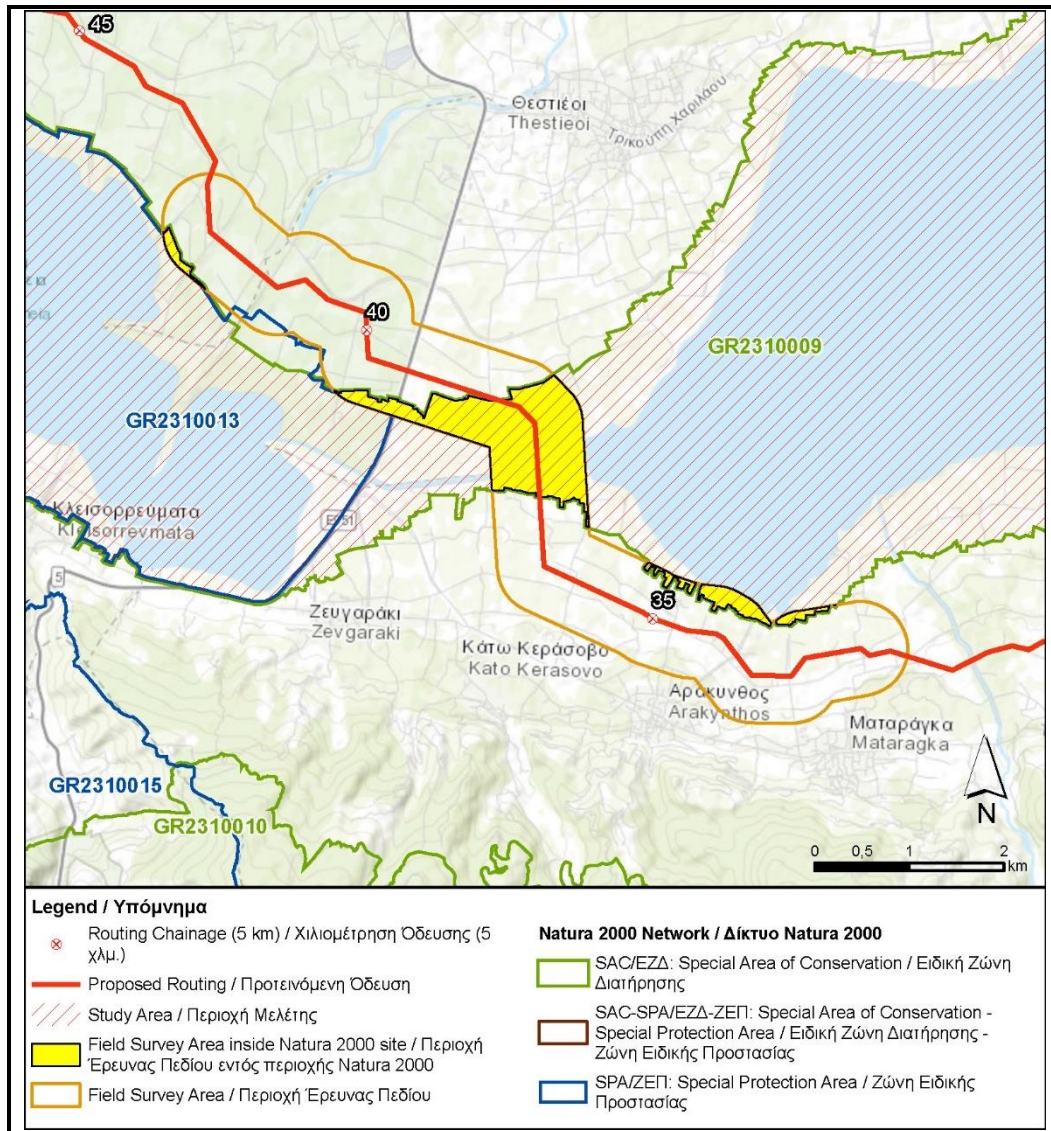 45
Θεστιέοι
Thestieoi
Τρικούπη Χαριλάου
40
GR2310009
GR2310013
Κλεισορρεύματα
Kleisorrevmata
5
Ζευγαράκι
Zevgaraki
35
Κάτω Κεράσοβο
Kato Kerasovo
Αράκυνθος
Arakynthos
Ματαράγκα
Mataragka
GR2310015
GR2310010
N
0 0,5 1 2
km
Legend / Υπόμνημα
Routing Chainage (5 km) / Χιλιομέτρηση Όδευσης (5
χλμ.)
Proposed Routing / Προτεινόμενη Όδευση
Study Area / Περιοχή Μελέτης
Field Survey Area inside Natura 2000 site / Περιοχή
Έρευνας Πεδίου εντός περιοχής Natura 2000
Field Survey Area / Περιοχή Έρευνας Πεδίου
Natura 2000 Network / Δίκτυο Natura 2000
SAC/ΕΖΔ: Special Area of Conservation / Ειδική Ζώνη
Διατήρησης
SAC-SPA/ΕΖΔ-ΖΕΠ: Special Area of Conservation -
Special Protection Area / Ειδική Ζώνη Διατήρησης -
Ζώνη Ειδικής Προστασίας
SPA/ΖΕΠ: Special Protection Area / Ζώνη Ειδικής
Προστασίας